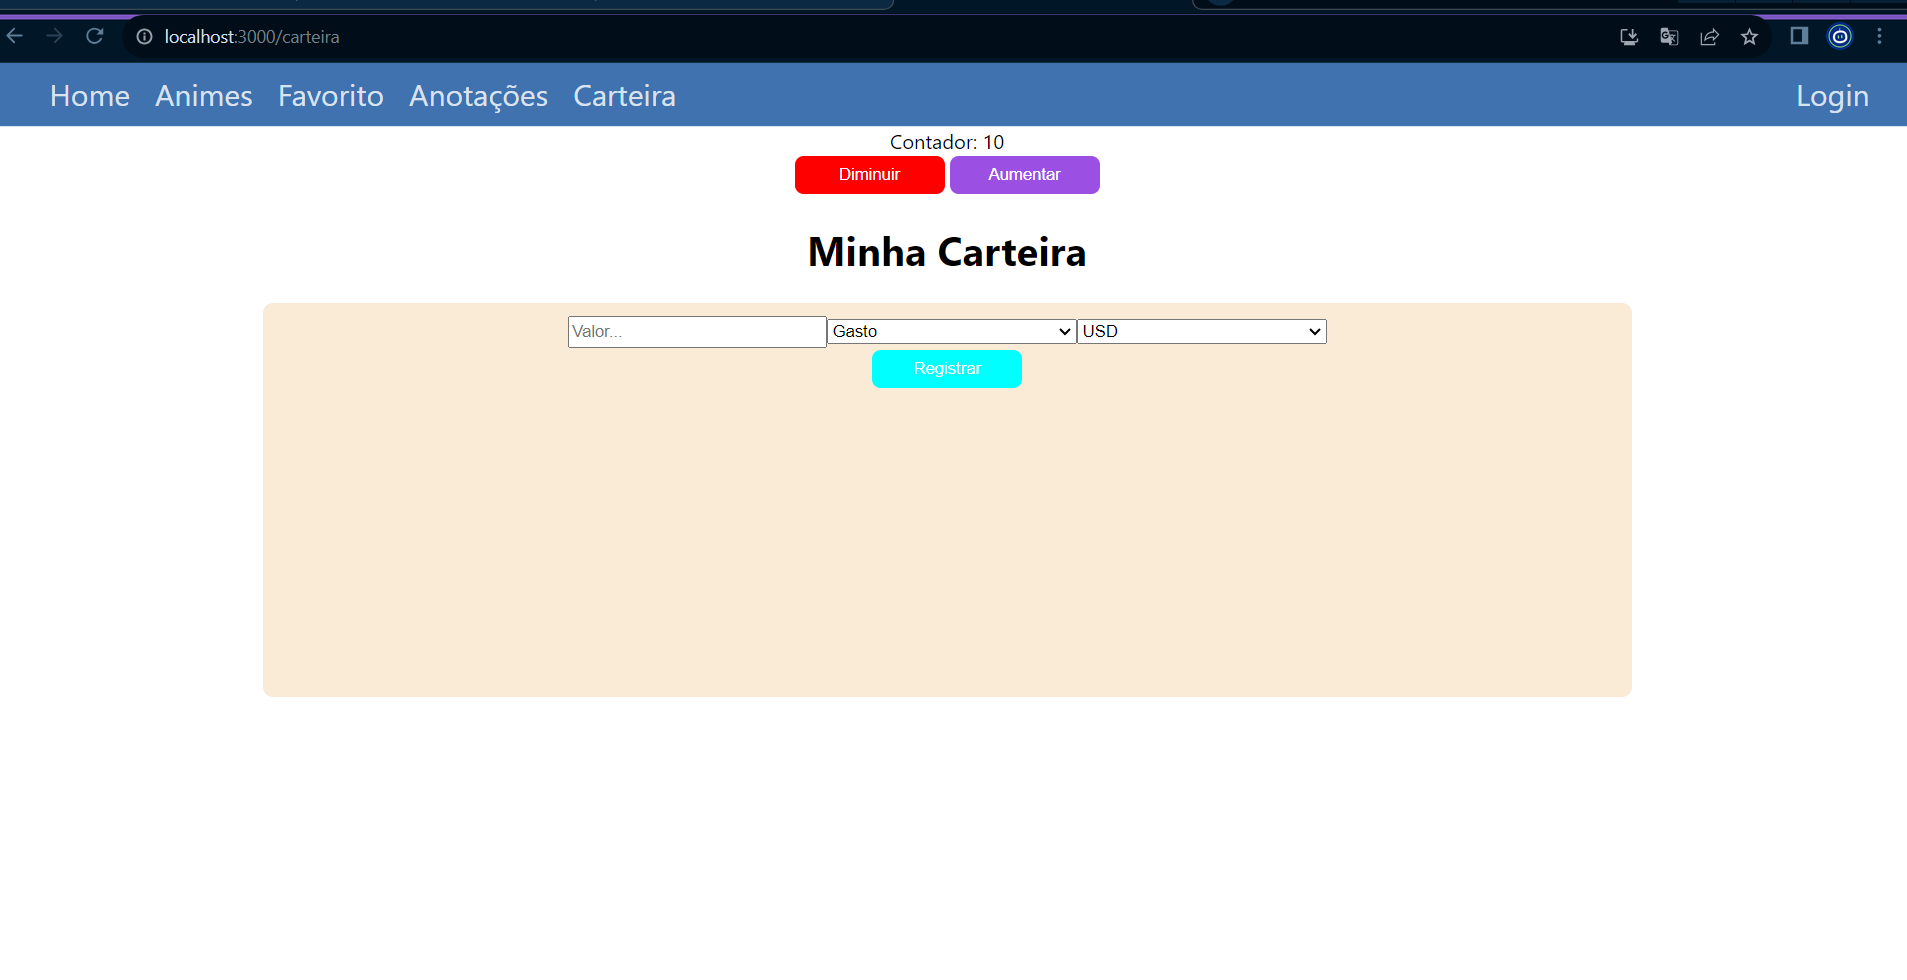 localhost:3000/carteira
Home Animes Favorito Anotações Carteira Login
Contador: 10
Diminuir Aumentar
Minha Carteira
Valor... Gasto USD
Registrar